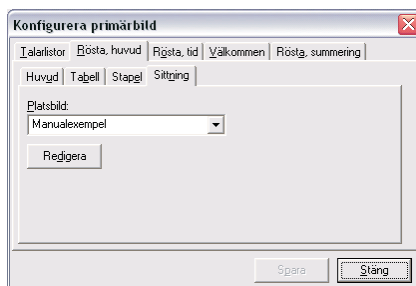 Konfigurera primärbild
Talarlistor Rösta, huvud Rösta, tid Välkommen Rösta, summering
Huvud Tabell Stapel Sittning
Platsbild:
Manualexempel
Redigera
Spara Stäng